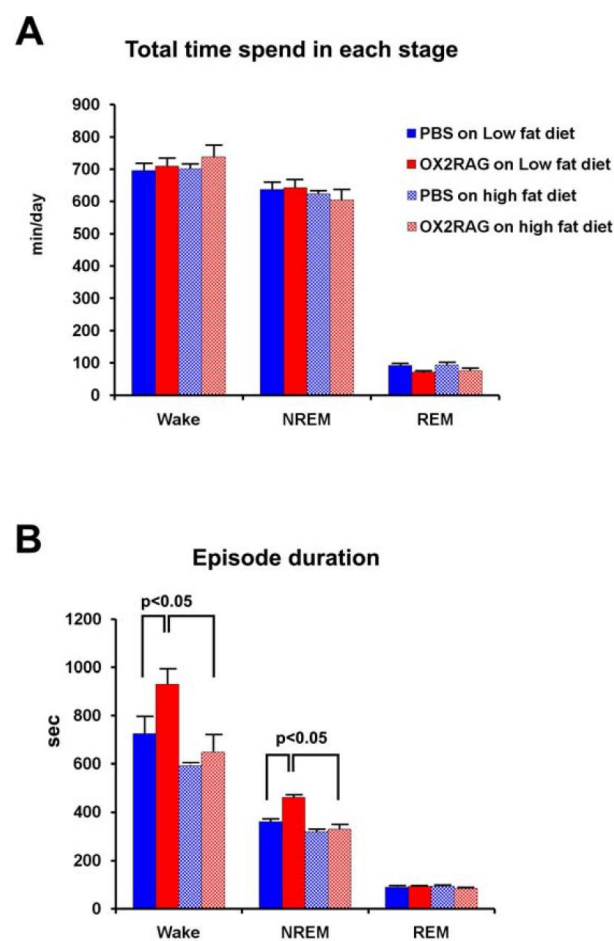 A
Total time spend in each stage
900
800
700
600
500
400
300
200
100
0
min/day
PBS on Low fat diet
OX2RAG on Low fat diet
PBS on high fat diet
OX2RAG on high fat diet
Wake NREM REM
B
Episode duration
p<0.05
p<0.05
1200
1000
800
600
400
200
0
sec
Wake NREM REM